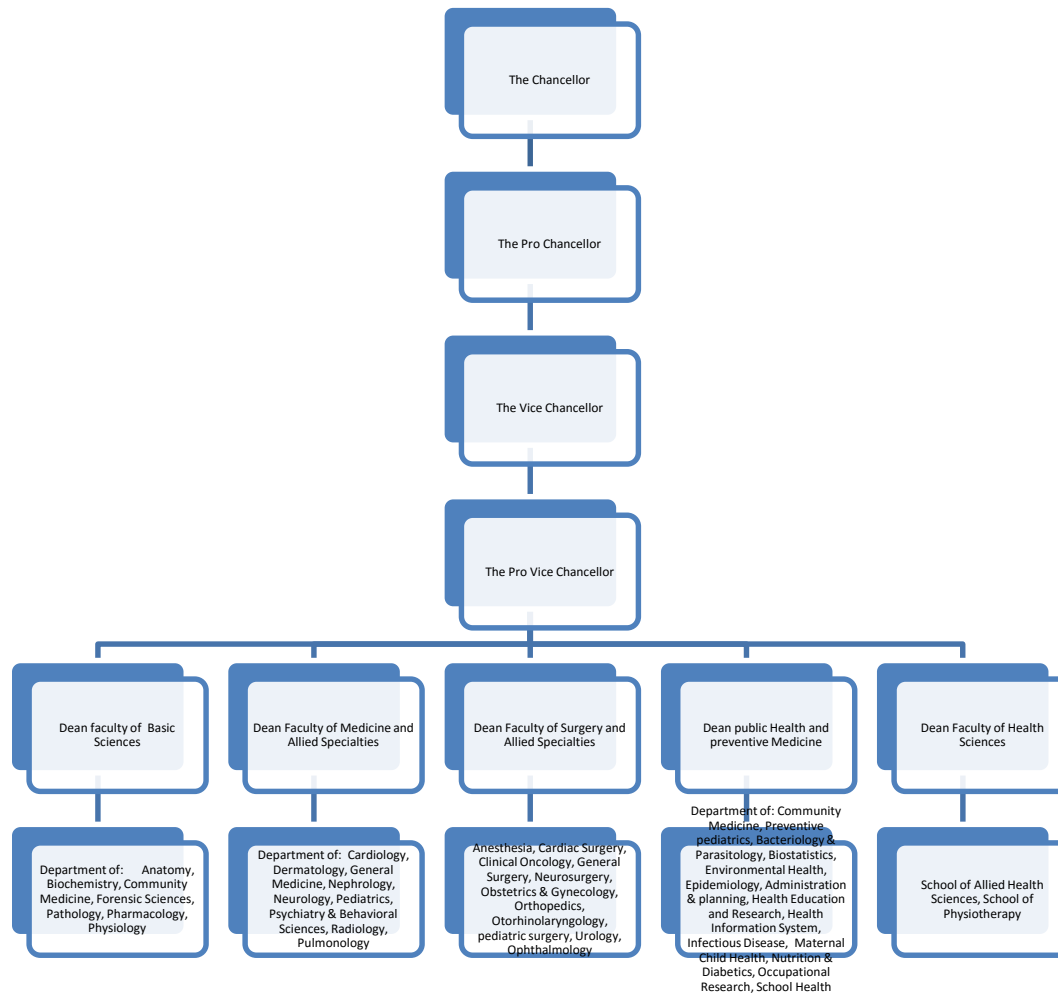 The Chancellor
The Pro Chancellor
The Vice Chancellor
The Pro Vice Chancellor
Dean faculty of Basic
Sciences
Dean Faculty of Medicine and
Allied Specialties
Dean Faculty of Surgery and
Allied Specialties
Dean public Health and
preventive Medicine
Dean Faculty of Health
Sciences
Department of: Anatomy,
Biochemistry, Community
Medicine, Forensic Sciences,
Pathology, Pharmacology,
Physiology
Department of: Cardiology,
Dermatology, General
Medicine, Nephrology,
Neurology, Pediatrics,
Psychiatry & Behavioral
Sciences, Radiology,
Pulmonology
Anesthesia, Cardiac Surgery,
Clinical Oncology, General
Surgery, Neurosurgery,
Obstetrics & Gynecology,
Orthopedics,
Otorhinolaryngology,
pediatric surgery, Urology,
Ophthalmology
Department of: Community
Medicine, Preventive
pediatrics, Bacteriology &
Parasitology, Biostatistics,
Environmental Health,
Epidemiology, Administration
& planning, Health Education
and Research, Health
Information System,
Infectious Disease, Maternal
Child Health, Nutrition &
Diabetics, Occupational
Research, School Health
School of Allied Health
Sciences, School of
Physiotherapy